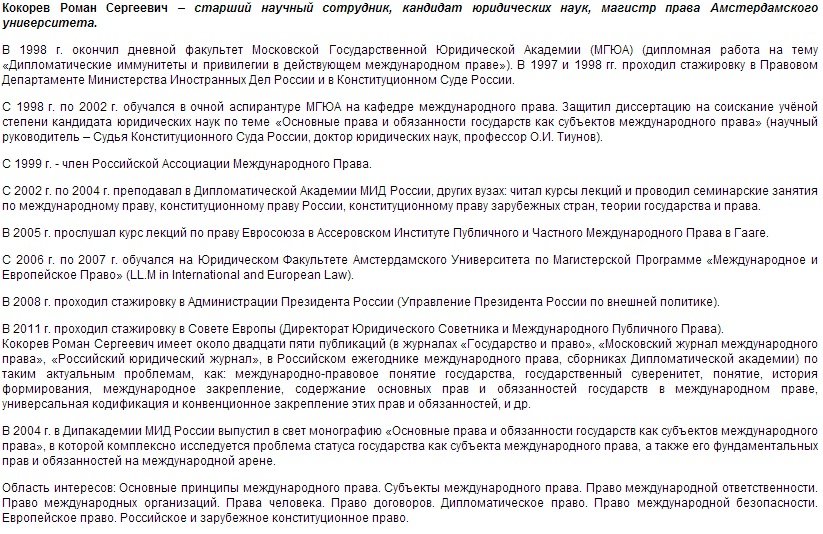 Кокорев Роман Сергеевич – старший научный сотрудник, кандидат юридических наук, магистр права Амстердамского
университета.
В 1998 г. окончил дневной факультет Московской Государственной Юридической Академии (МГЮА) (дипломная работа на тему
«Дипломатические иммунитеты и привилегии в действующем международном праве»). В 1997 и 1998 гг. проходил стажировку в Правовом
Департаменте Министерства Иностранных Дел России и в Конституционном Суде России.
С 1998 г. по 2002 г. обучался в очной аспирантуре МГЮА на кафедре международного права. Защитил диссертацию на соискание учёной
степени кандидата юридических наук по теме «Основные права и обязанности государств как субъектов международного права» (научный
руководитель – Судья Конституционного Суда России, доктор юридических наук, профессор О.И. Тиунов).
С 1999 г. - член Российской Ассоциации Международного Права.
С 2002 г. по 2004 г. преподавал в Дипломатической Академии МИД России, других вузах: читал курсы лекций и проводил семинарские занятия
по международному праву, конституционному праву России, конституционному праву зарубежных стран, теории государства и права.
В 2005 г. прослушал курс лекций по праву Евросоюза в Ассеровском Институте Публичного и Частного Международного Права в Гааге.
С 2006 г. по 2007 г. обучался на Юридическом Факультете Амстердамского Университета по Магистерской Программе «Международное и
Европейское Право» (LL.M in International and European Law).
В 2008 г. проходил стажировку в Администрации Президента России (Управление Президента России по внешней политике).
В 2011 г. проходил стажировку в Совете Европы (Директорат Юридического Советника и Международного Публичного Права).
Кокорев Роман Сергеевич имеет около двадцати пяти публикаций (в журналах «Государство и право», «Московский журнал международного
права», «Российский юридический журнал», в Российском ежегоднике международного права, сборниках Дипломатической академии) по
таким актуальным проблемам, как: международно-правовое понятие государства, государственный суверенитет, понятие, история
формирования, международное закрепление, содержание основных прав и обязанностей государств в международном праве,
универсальная кодификация и конвенционное закрепление этих прав и обязанностей, и др.
В 2004 г. в Дипакадемии МИД России выпустил в свет монографию «Основные права и обязанности государств как субъектов международного
права», в которой комплексно исследуется проблема статуса государства как субъекта международного права, а также его фундаментальных
прав и обязанностей на международной арене.
Область интересов: Основные принципы международного права. Субъекты международного права. Право международной ответственности.
Право международных организаций. Права человека. Право договоров. Дипломатическое право. Право международной безопасности.
Европейское право. Российское и зарубежное конституционное право.